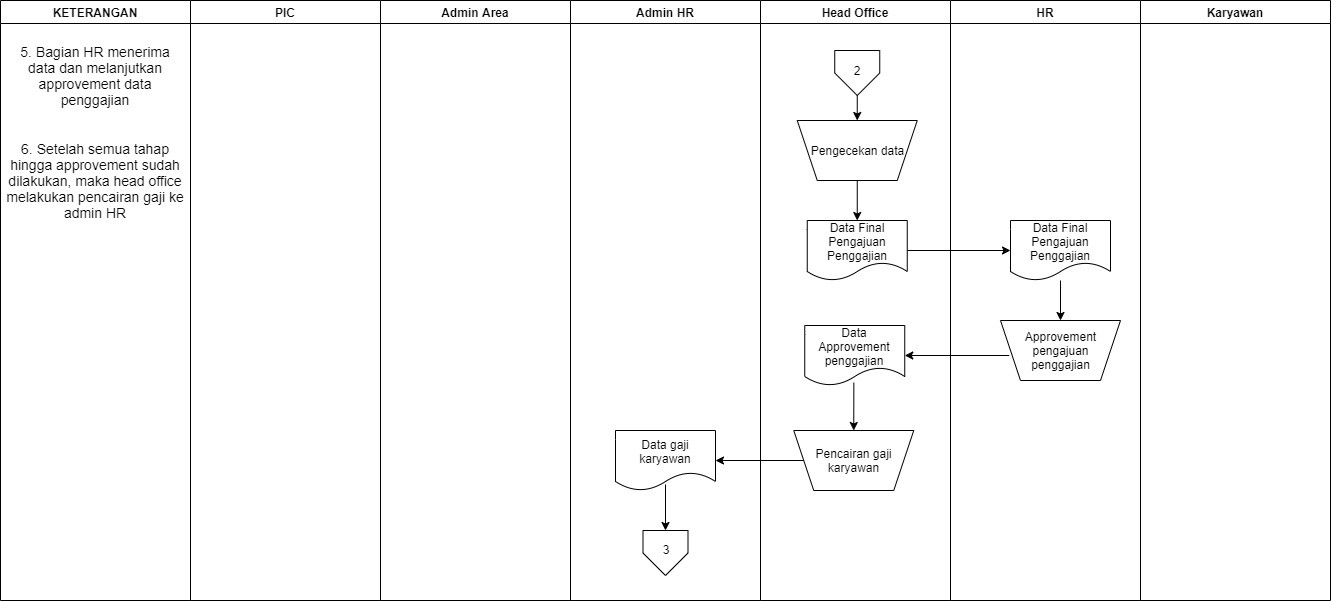 KETERANGAN
PIC
Admin Area
Admin HR
Head Office
HR
Karyawan
5. Bagian HR menerima
data dan melanjutkan
approvement data
penggajian
6. Setelah semua tahap
hingga approvement sudah
dilakukan, maka head office
melakukan pencairan gaji ke
admin HR
2
Pengecekan data
Data Final
Pengajuan
Penggajian
Data Final
Pengajuan
Penggajian
Approvement
pengajuan
penggajian
Data
Approvement
penggajian
Pencairan gaji
karyawan
Data gaji
karyawan
3